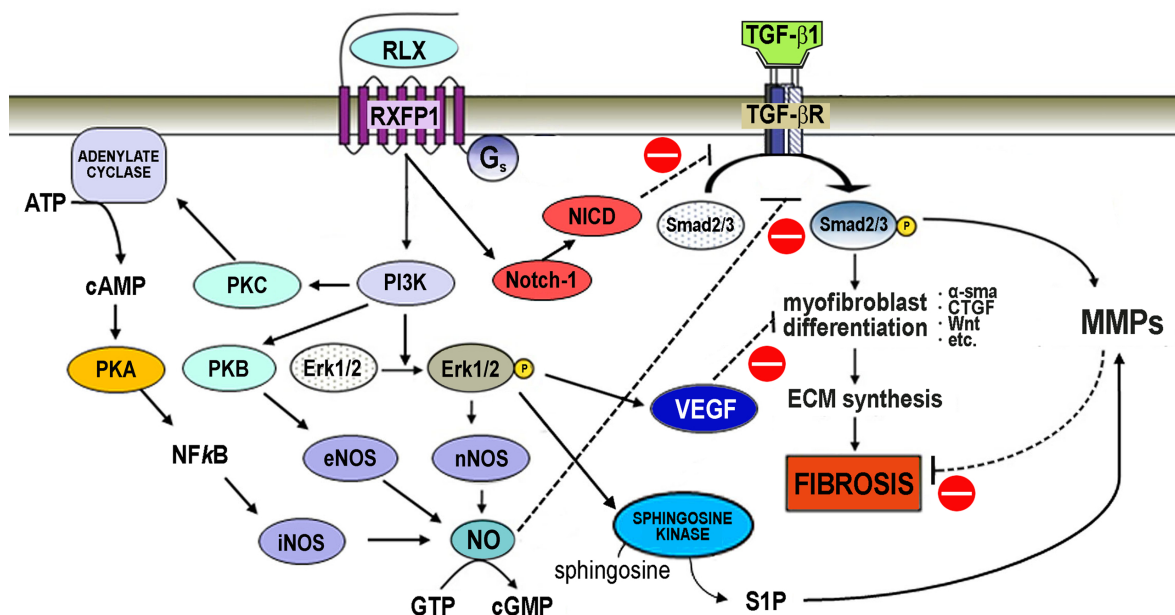 RLX
TGF-β1
RXFP1
TGF-βR
Gs
ADENYLATE
CYCLASE
ATP
NICD
Smad2/3
Smad2/3
P
cAMP
PKC
PI3K
Notch-1
myofibroblast
differentiation
· α-sma
· CTGF
· Wnt
· etc.
MMPs
PKA
PKB
Erk1/2
Erk1/2
P
VEGF
ECM synthesis
NFkB
eNOS
nNOS
FIBROSIS
iNOS
NO
SPHINGOSINE
KINASE
sphingosine
GTP
cGMP
S1P